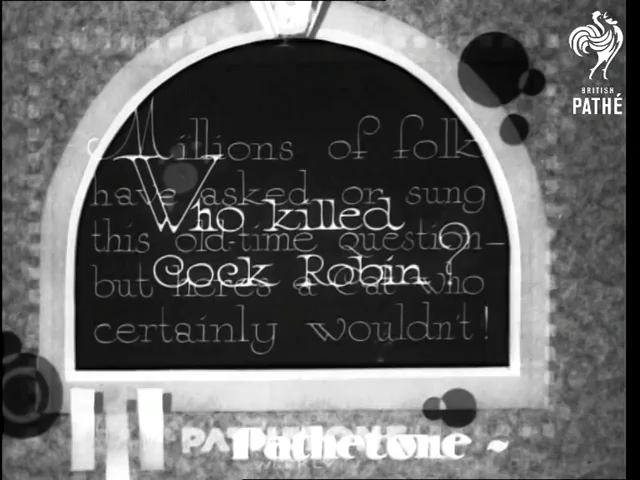 BRITISH
PATHÉ
Millions of folk
have asked or sung
this old-time question—
but here's a Cat who
certainly wouldn't!
Who killed
Cock Robin?
PATHETONE
Pathetone ~